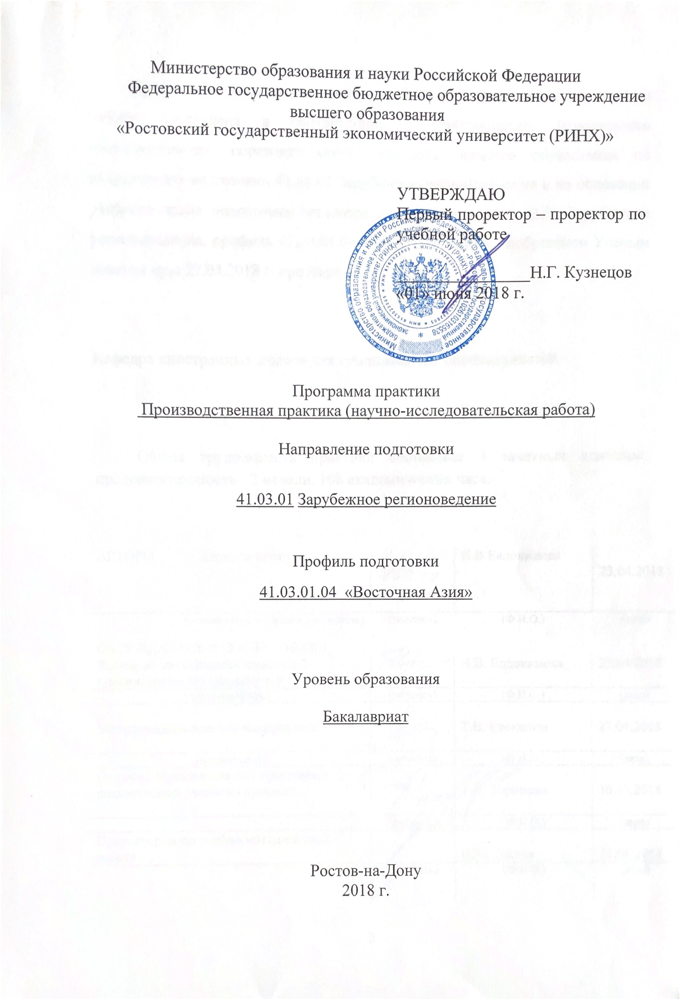 Министерство образования и науки Российской Федерации
Федеральное государственное бюджетное образовательное учреждение
высшего образования
«Ростовский государственный экономический университет (РИНХ)»
УТВЕРЖДАЮ
Первый проректор – проректор по
учебной работе
Н.Г. Кузнецов
«01» июня 2018 г.
Программа практики
Производственная практика (научно-исследовательская работа)
Направление подготовки
41.03.01 Зарубежное регионоведение
Профиль подготовки
41.03.01.04 «Восточная Азия»
Уровень образования
Бакалавриат
Ростов-на-Дону
2018 г.